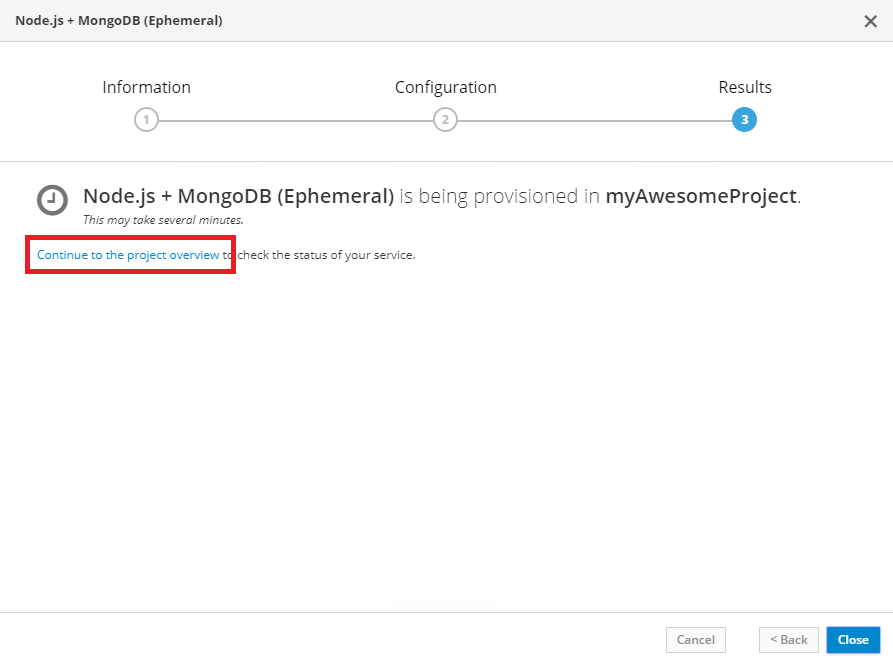 Node.js + MongoDB (Ephemeral)
Information Configuration Results
1 2 3
Node.js + MongoDB (Ephemeral) is being provisioned in myAwesomeProject.
This may take several minutes.
Continue to the project overview to check the status of your service.
Cancel < Back Close